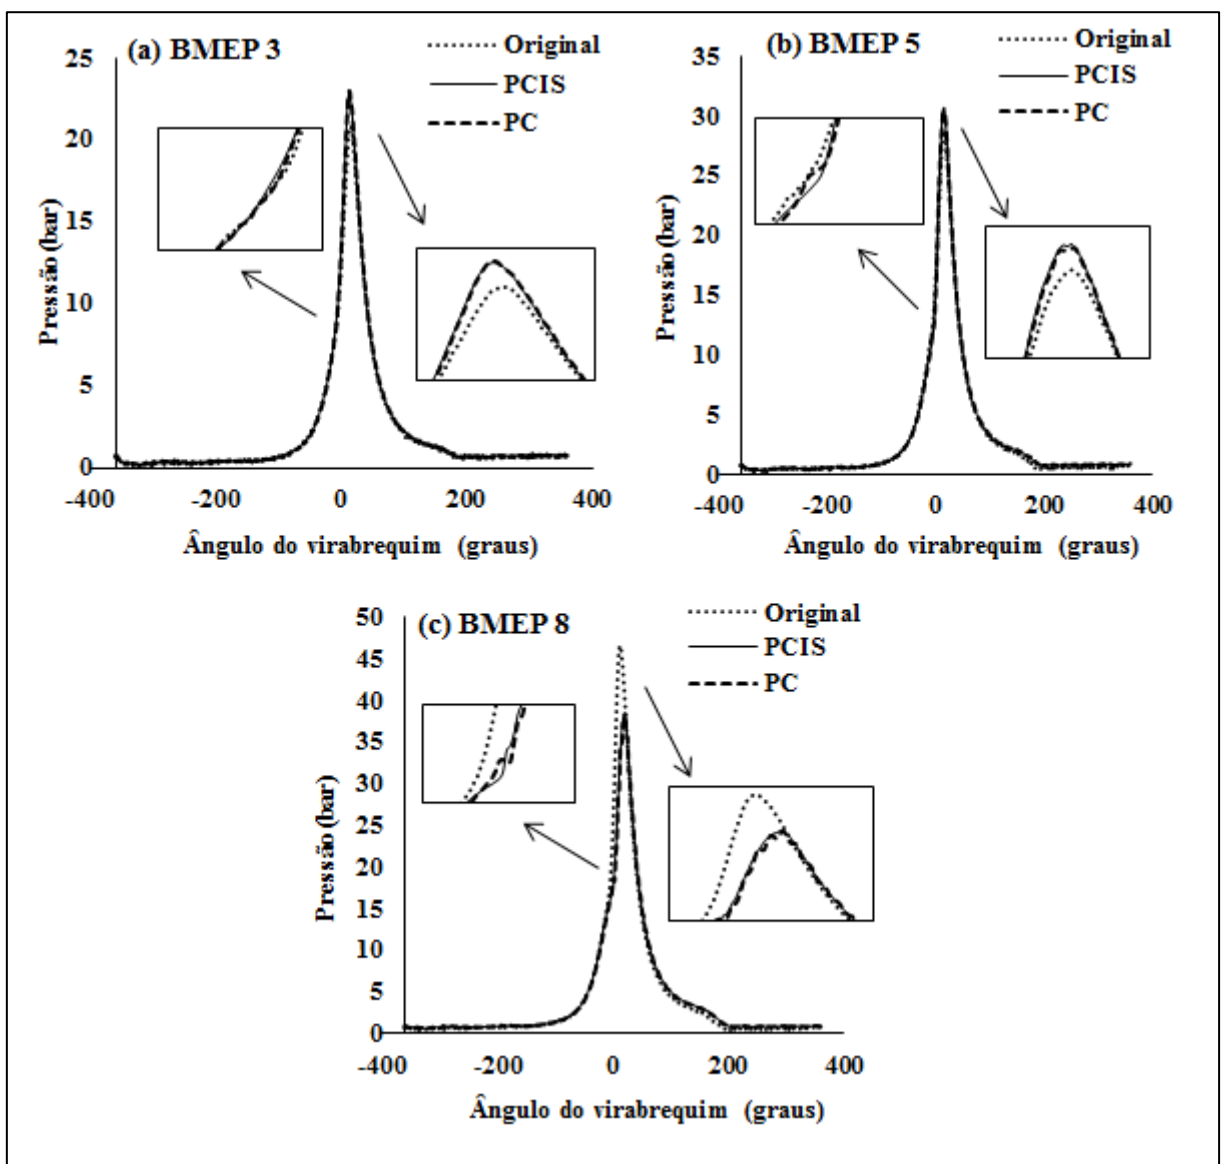 (a) BMEP 3
Original
PCIS
PC
25
20
15
10
5
0
Pressão (bar)
-400 -200 0 200 400
Ângulo do virabrequim (graus)
(b) BMEP 5
Original
PCIS
PC
35
30
25
20
15
10
5
0
Pressão (bar)
-400 -200 0 200 400
Ângulo do virabrequim (graus)
(c) BMEP 8
Original
PCIS
PC
50
45
40
35
30
25
20
15
10
5
0
Pressão (bar)
-400 -200 0 200 400
Ângulo do virabrequim (graus)